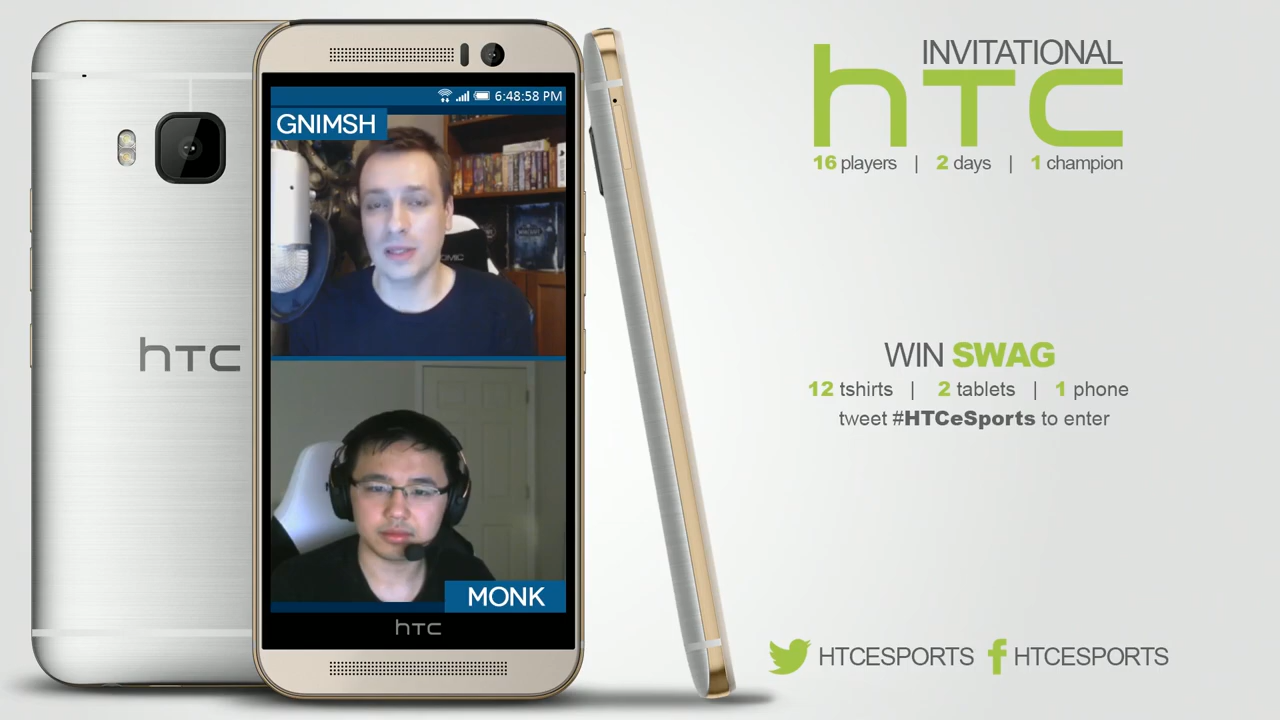 htc
6:48:58 PM
GNIMSH
MONK
htc
INVITATIONAL
hTC
16 players | 2 days | 1 champion
WIN SWAG
12 tshirts | 2 tablets | 1 phone
tweet #HTCeSports to enter
HTCESPORTS
HTCESPORTS